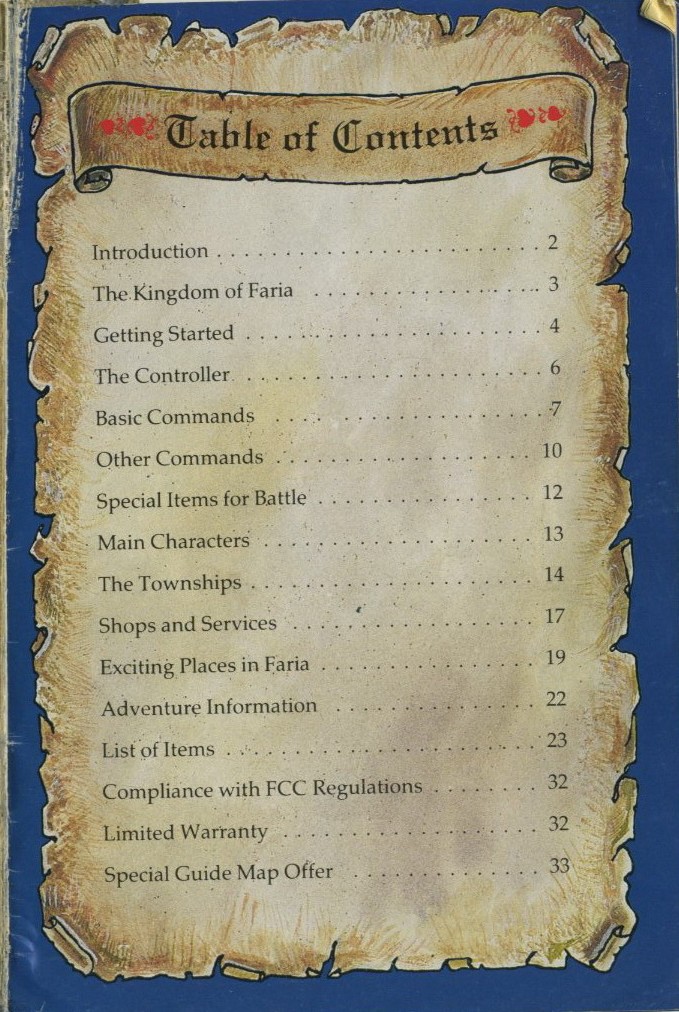 Table of Contents
Introduction . . . . . . . . . . . . . . . . . . . . . . . . 2
The Kingdom of Faria . . . . . . . . . . . . . . . . . 3
Getting Started . . . . . . . . . . . . . . . . . . . . . . 4
The Controller . . . . . . . . . . . . . . . . . . . . . . 6
Basic Commands . . . . . . . . . . . . . . . . . . . . 7
Other Commands . . . . . . . . . . . . . . . . . . . 10
Special Items for Battle . . . . . . . . . . . . . . . . 12
Main Characters . . . . . . . . . . . . . . . . . . . . 13
The Townships . . . . . . . . . . . . . . . . . . . . . 14
Shops and Services . . . . . . . . . . . . . . . . . . 17
Exciting Places in Faria . . . . . . . . . . . . . . . . 19
Adventure Information . . . . . . . . . . . . . . . 22
List of Items . . . . . . . . . . . . . . . . . . . . . . . 23
Compliance with FCC Regulations . . . . . . . . 32
Limited Warranty . . . . . . . . . . . . . . . . . . . 32
Special Guide Map Offer . . . . . . . . . . . . . . 33